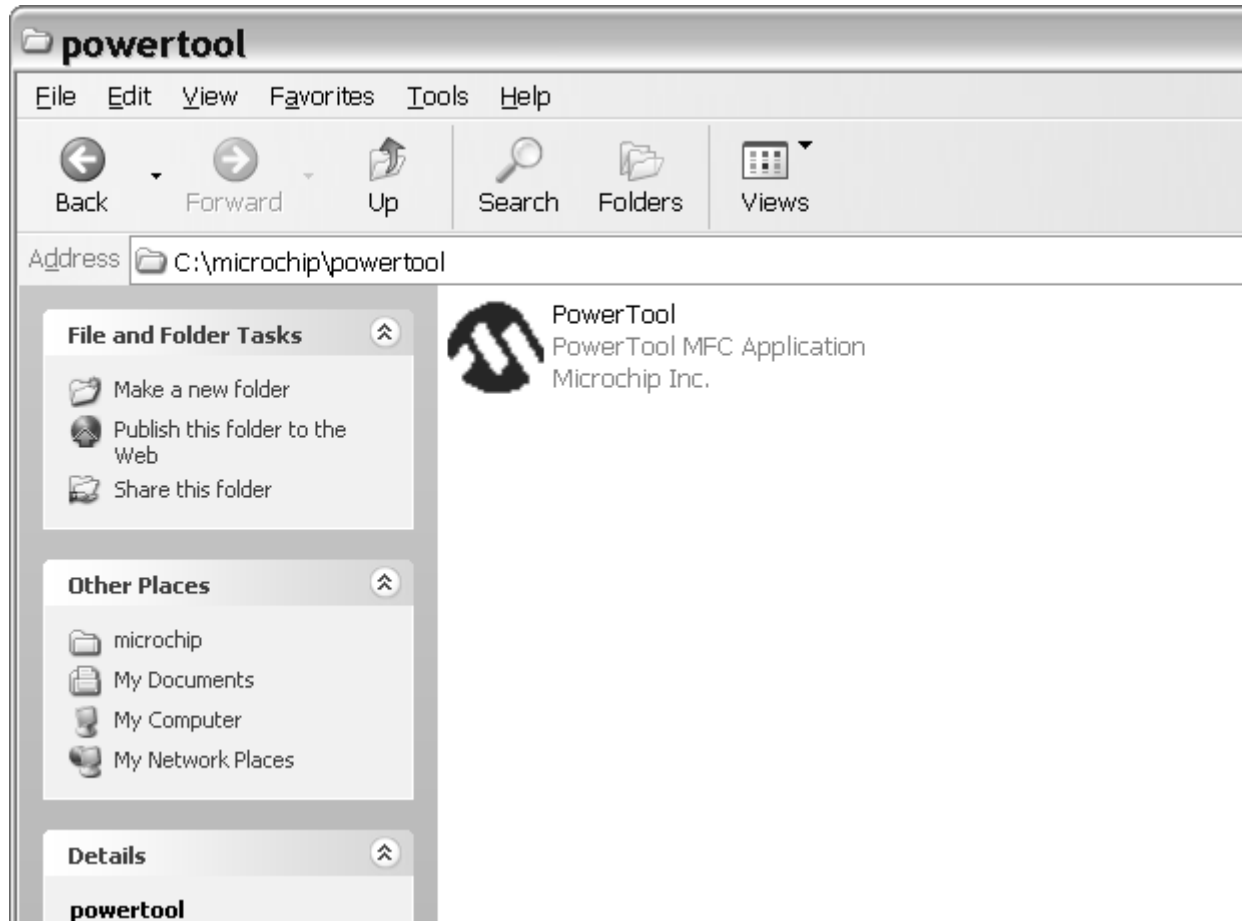 powertool
File Edit View Favorites Tools Help
Back Forward Up Search Folders Views
Address C:\microchip\powertool
File and Folder Tasks
Make a new folder
Publish this folder to the
Web
Share this folder
Other Places
microchip
My Documents
My Computer
My Network Places
Details
powertool
PowerTool
PowerTool MFC Application
Microchip Inc.